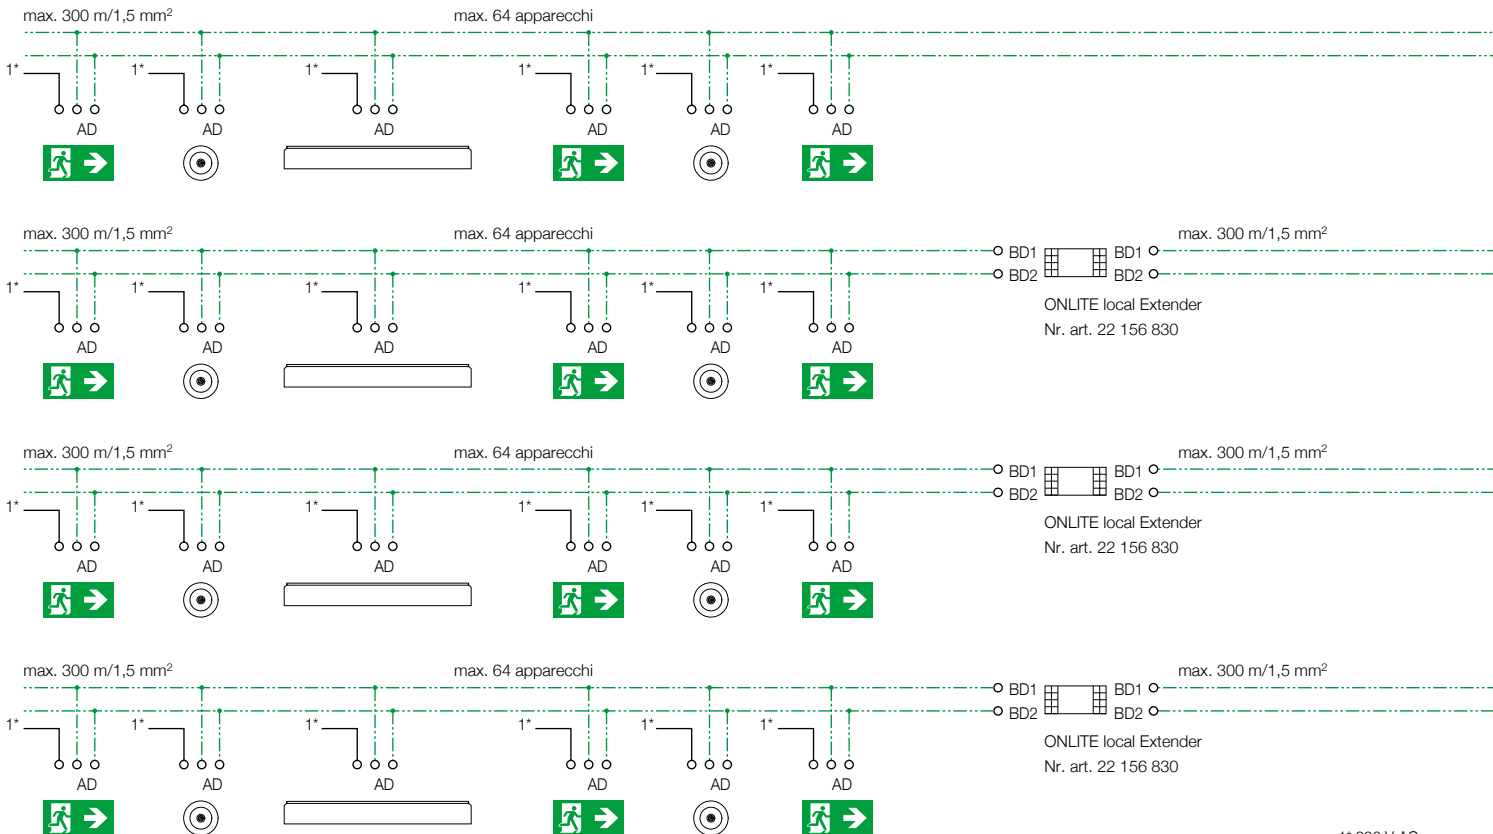 max. 300 m/1,5 mm² max. 64 apparecchi
1* 1* 1* 1* 1* 1*
AD AD AD AD AD AD
max. 300 m/1,5 mm² max. 64 apparecchi max. 300 m/1,5 mm²
BD1 BD1
BD2 BD2
1* 1* 1* 1* 1* 1*
ONLITE local Extender
Nr. art. 22 156 830
AD AD AD AD AD AD
max. 300 m/1,5 mm² max. 64 apparecchi max. 300 m/1,5 mm²
BD1 BD1
BD2 BD2
1* 1* 1* 1* 1* 1*
ONLITE local Extender
Nr. art. 22 156 830
AD AD AD AD AD AD
max. 300 m/1,5 mm² max. 64 apparecchi max. 300 m/1,5 mm²
BD1 BD1
BD2 BD2
1* 1* 1* 1* 1* 1*
ONLITE local Extender
Nr. art. 22 156 830
AD AD AD AD AD AD